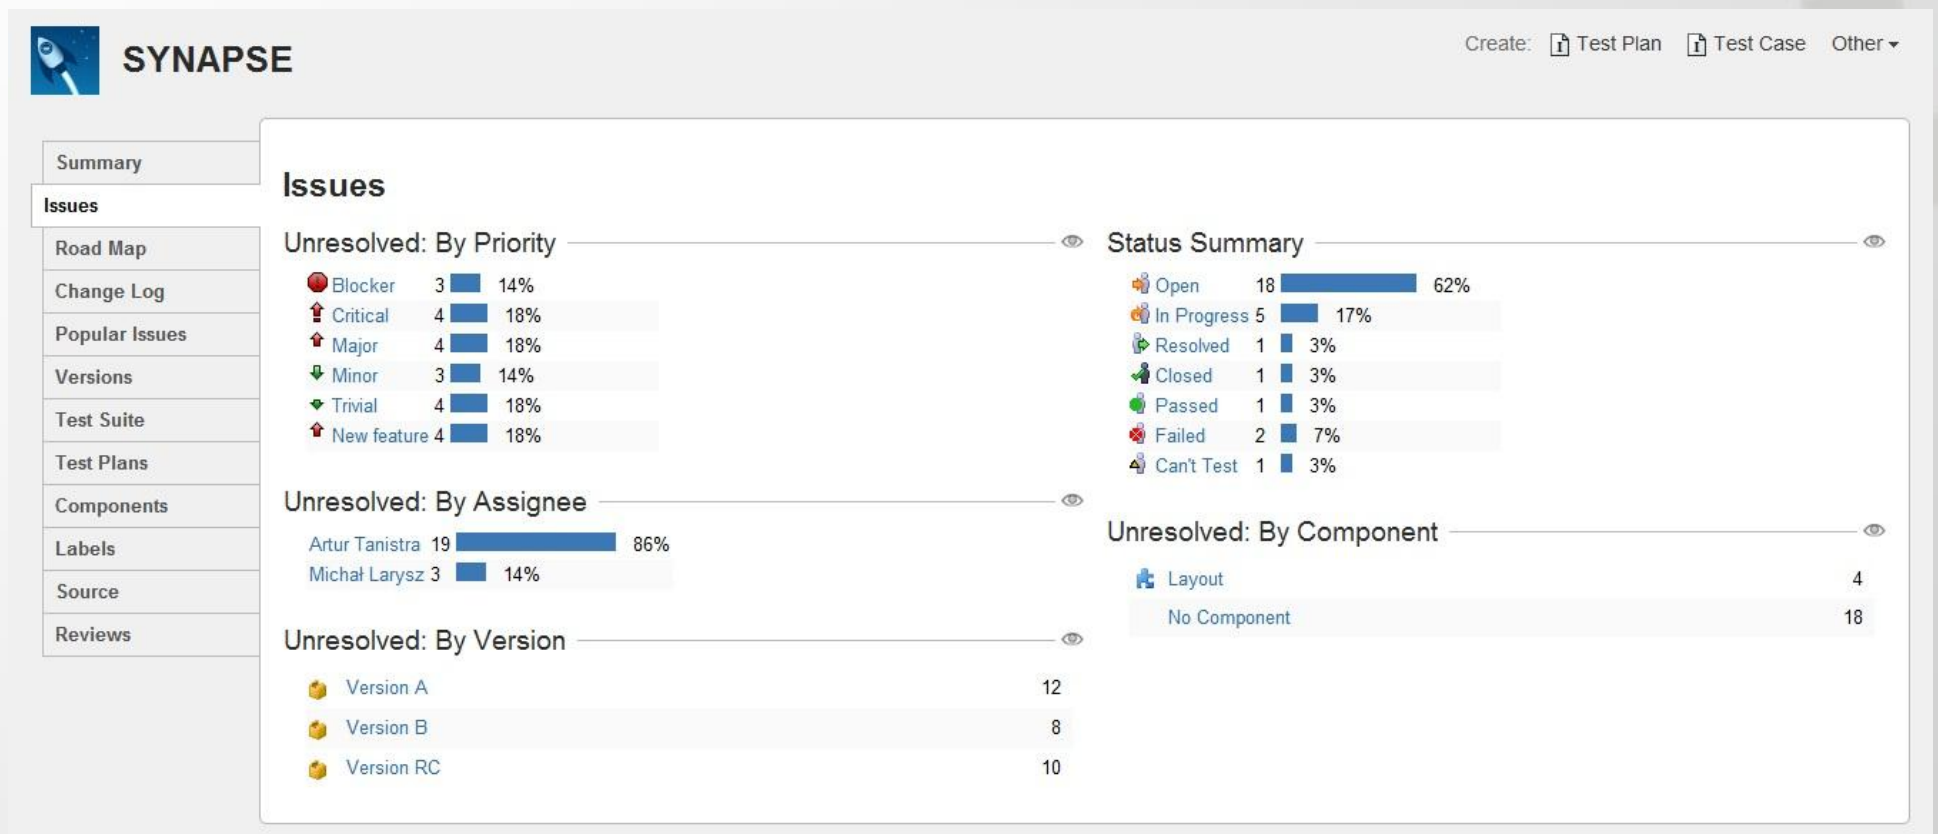 SYNAPSE
Create: Test Plan Test Case Other
Summary
Issues
Road Map
Change Log
Popular Issues
Versions
Test Suite
Test Plans
Components
Labels
Source
Reviews
Issues
Unresolved: By Priority
Blocker 3 14%
Critical 4 18%
Major 4 18%
Minor 3 14%
Trivial 4 18%
New feature 4 18%
Unresolved: By Assignee
Artur Tanistra 19 86%
Michał Larysz 3 14%
Unresolved: By Version
Version A 12
Version B 8
Version RC 10
Status Summary
Open 18 62%
In Progress 5 17%
Resolved 1 3%
Closed 1 3%
Passed 1 3%
Failed 2 7%
Can't Test 1 3%
Unresolved: By Component
Layout 4
No Component 18